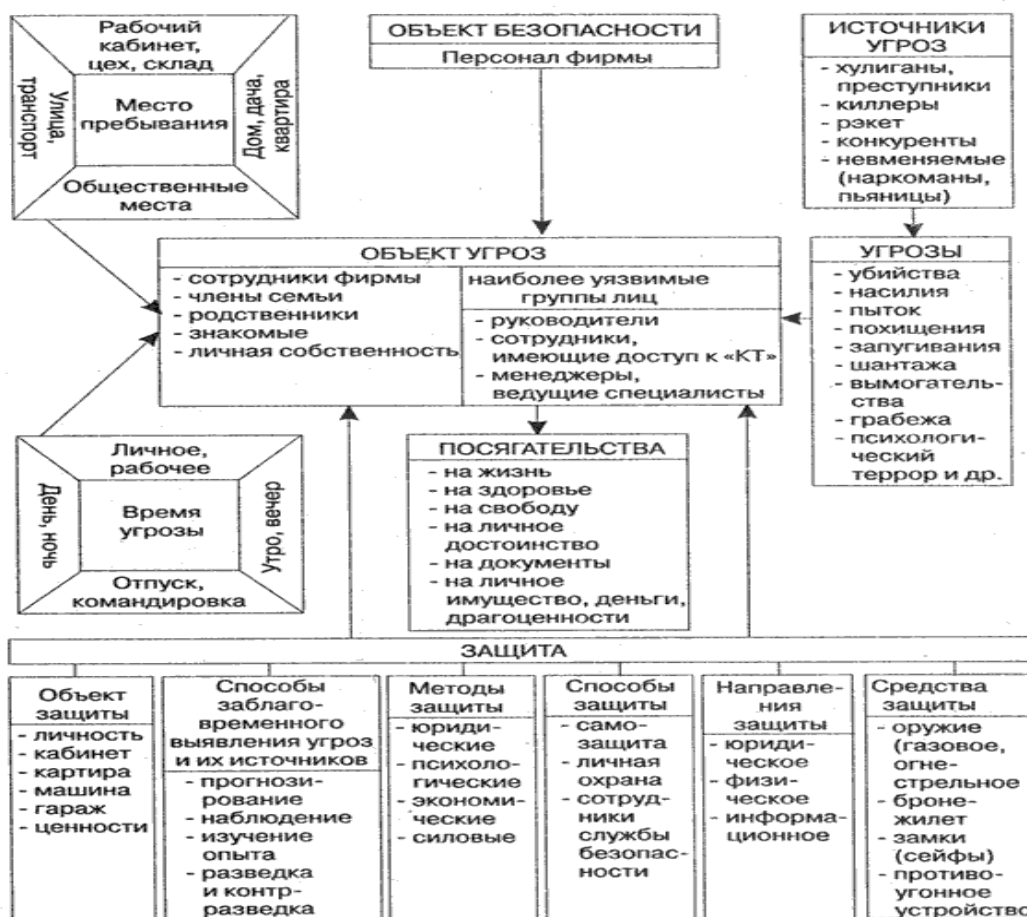 Рабочий
кабинет,
цех, склад
Улица,
транспорт
Место
пребывания
Дом, дача,
квартира
Общественные
места
ОБЪЕКТ БЕЗОПАСНОСТИ
Персонал фирмы
ИСТОЧНИКИ
УГРОЗ
- хулиганы,
преступники
- киллеры
- рэкет
- конкуренты
- невменяемые
(наркоманы,
пьяницы)
ОБЪЕКТ УГРОЗ
- сотрудники фирмы
- члены семьи
- родственники
- знакомые
- личная собственность
наиболее уязвимые
группы лиц
- руководители
- сотрудники,
имеющие доступ к «КТ»
- менеджеры,
ведущие специалисты
УГРОЗЫ
- убийства
- насилия
- пыток
- похищения
- запугивания
- шантажа
- вымогатель-
ства
- грабежа
- психологи-
ческий
террор и др.
Личное,
рабочее
День, ночь
Время
угрозы
Утро, вечер
Отпуск,
командировка
ПОСЯГАТЕЛЬСТВА
- на жизнь
- на здоровье
- на свободу
- на личное
достоинство
- на документы
- на личное
имущество, деньги,
драгоценности
ЗАЩИТА
Объект
защиты
- личность
- кабинет
- картира
- машина
- гараж
- ценности
Способы
заблаго-
временного
выявления угроз
и их источников
- прогнози-
рование
- наблюдение
- изучение
опыта
- разведка
и контр-
разведка
Методы
защиты
- юриди-
ческие
- психоло-
гические
- экономи-
ческие
- силовые
Способы
защиты
- само-
защита
- личная
охрана
- сотруд-
ники
службы
безопас-
ности
Направле-
ния
защиты
- юриди-
ческое
- физи-
ческое
- информа-
ционное
Средства
защиты
- оружие
(газовое,
огне-
стрельное
- броне-
жилет
- замки
(сейфы)
- противо-
угонное
устройство